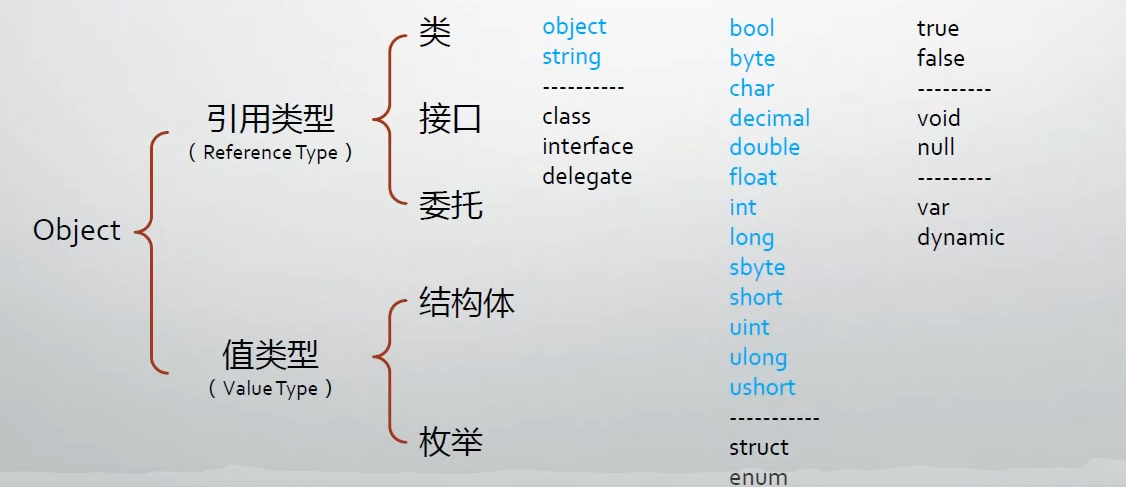 Object
引用类型
( Reference Type )
类
接口
委托
值类型
( Value Type )
结构体
枚举
object
string
----------
class
interface
delegate
bool
byte
char
decimal
double
float
int
long
sbyte
short
uint
ulong
ushort
-----------
struct
enum
true
false
---------
void
null
---------
var
dynamic